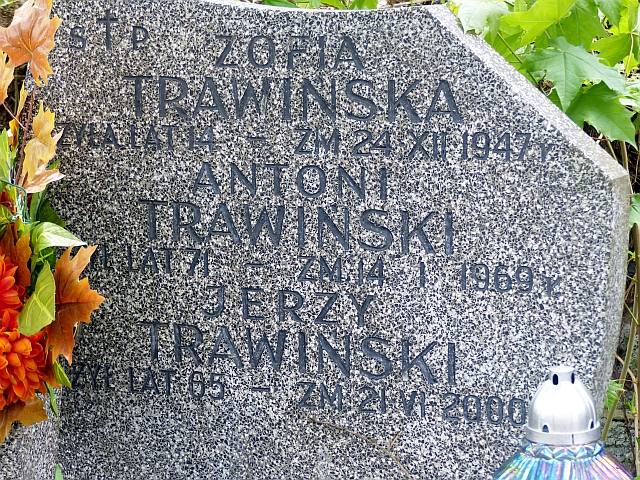 Ś † P
ZOFIA
TRAWIŃSKA
ŻYŁA LAT 14 – ZM 24 XII 1947 r
ANTONI
TRAWIŃSKI
ŻYŁ LAT 71 – ZM 14 I 1969 r
JERZY
TRAWIŃSKI
ŻYŁ LAT 65 – ZM 21 VI 2000